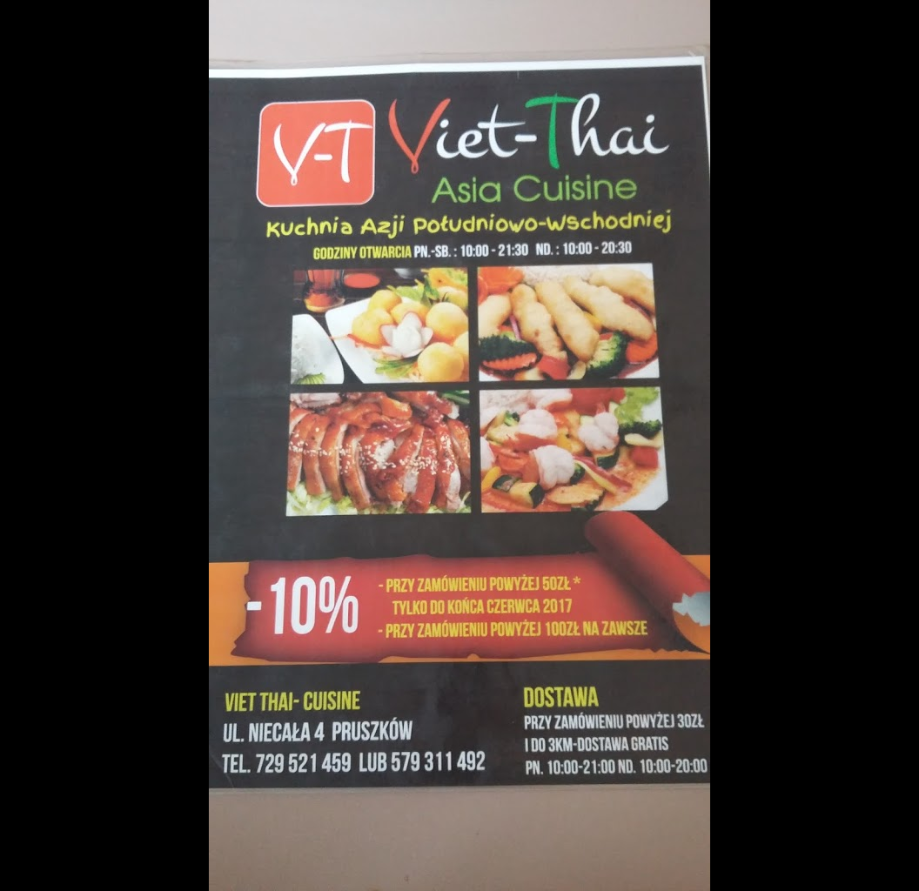 V-T
Viet-Thai
Asia Cuisine
Kuchnia Azji Południowo-Wschodniej
GODZINY OTWARCIA PN.-SB. : 10:00 - 21:30 ND. : 10:00 - 20:30
-10%
- PRZY ZAMÓWIENIU POWYŻEJ 50ZŁ *
TYLKO DO KOŃCA CZERWCA 2017
- PRZY ZAMÓWIENIU POWYŻEJ 100ZŁ NA ZAWSZE
VIET THAI- CUISINE
UL. NIECAŁA 4 PRUSZKÓW
TEL. 729 521 459 LUB 579 311 492
DOSTAWA
PRZY ZAMÓWIENIU POWYŻEJ 30ZŁ
I DO 3KM-DOSTAWA GRATIS
PN. 10:00-21:00 ND. 10:00-20:00